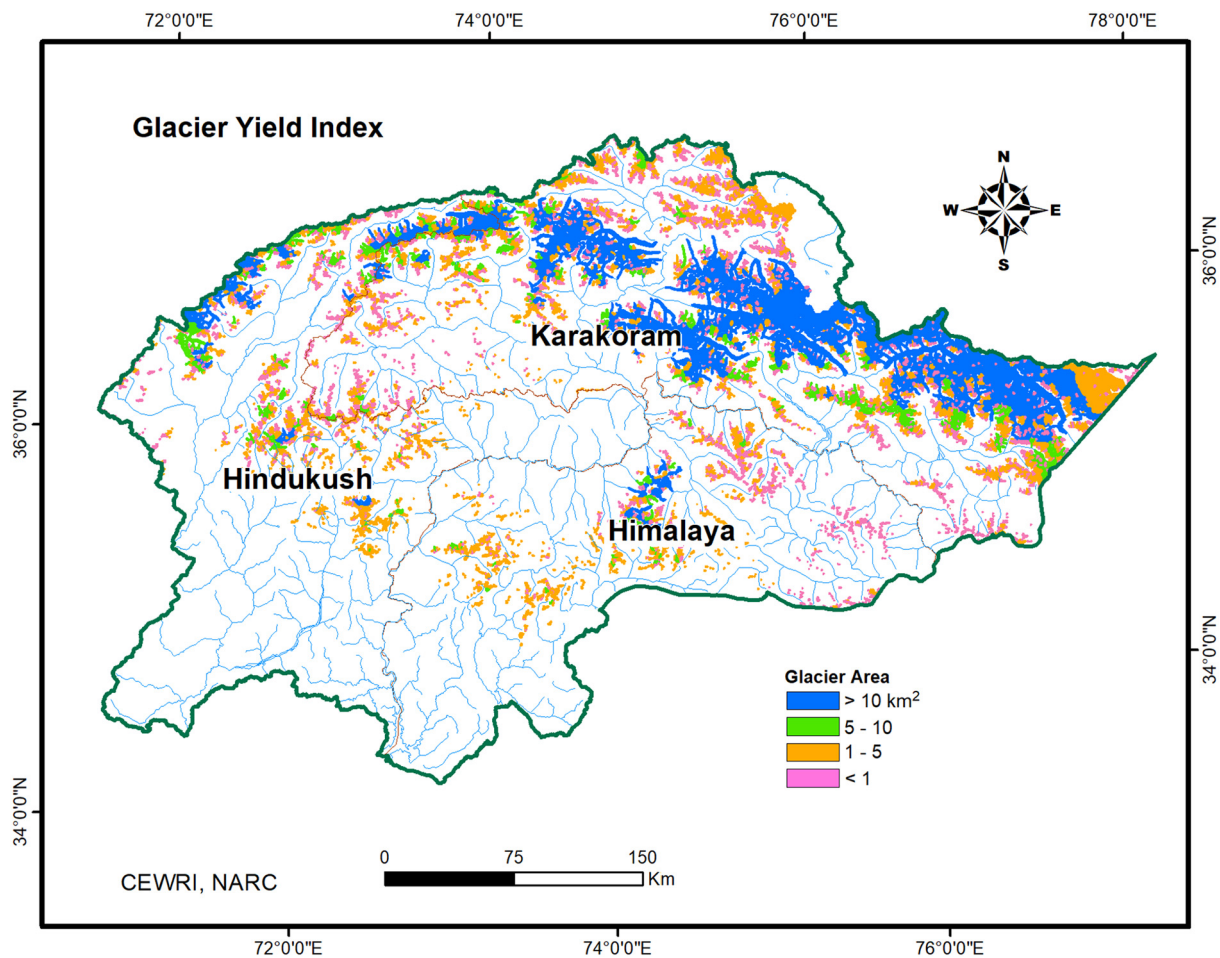 72°0'0"E 74°0'0"E 76°0'0"E 78°0'0"E
Glacier Yield Index
N
W E
S
36°0'0"N
Karakoram
36°0'0"N
Hindukush
Himalaya
34°0'0"N
Glacier Area
> 10 km²
5 - 10
1 - 5
< 1
34°0'0"N
0 75 150
Km
CEWRI, NARC
72°0'0"E 74°0'0"E 76°0'0"E